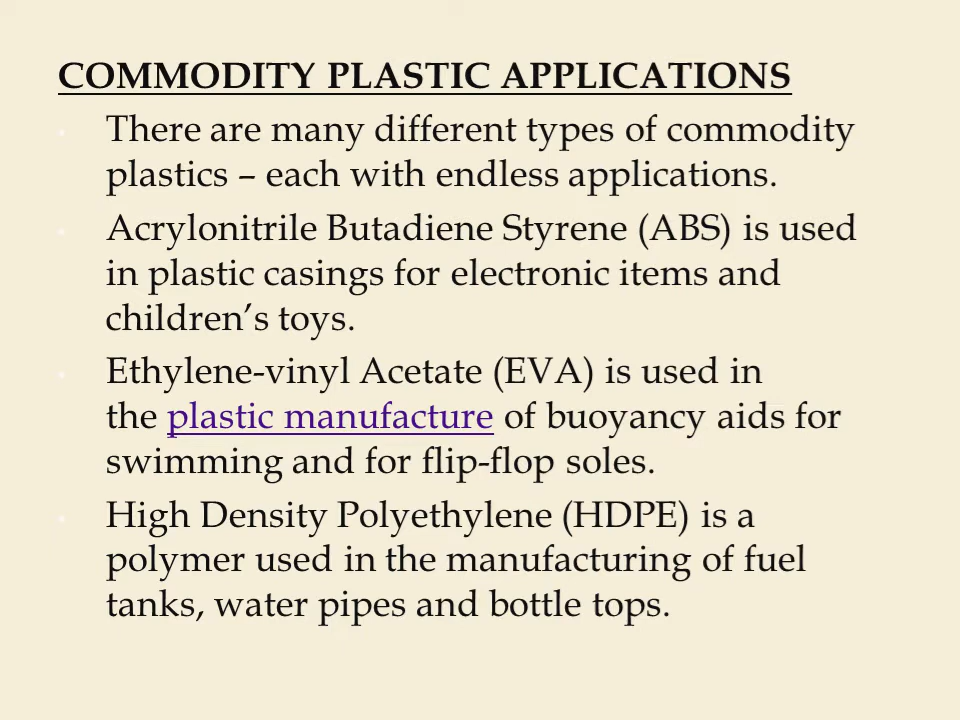 COMMODITY PLASTIC APPLICATIONS
There are many different types of commodity
plastics – each with endless applications.
Acrylonitrile Butadiene Styrene (ABS) is used
in plastic casings for electronic items and
children’s toys.
Ethylene-vinyl Acetate (EVA) is used in
the plastic manufacture of buoyancy aids for
swimming and for flip-flop soles.
High Density Polyethylene (HDPE) is a
polymer used in the manufacturing of fuel
tanks, water pipes and bottle tops.